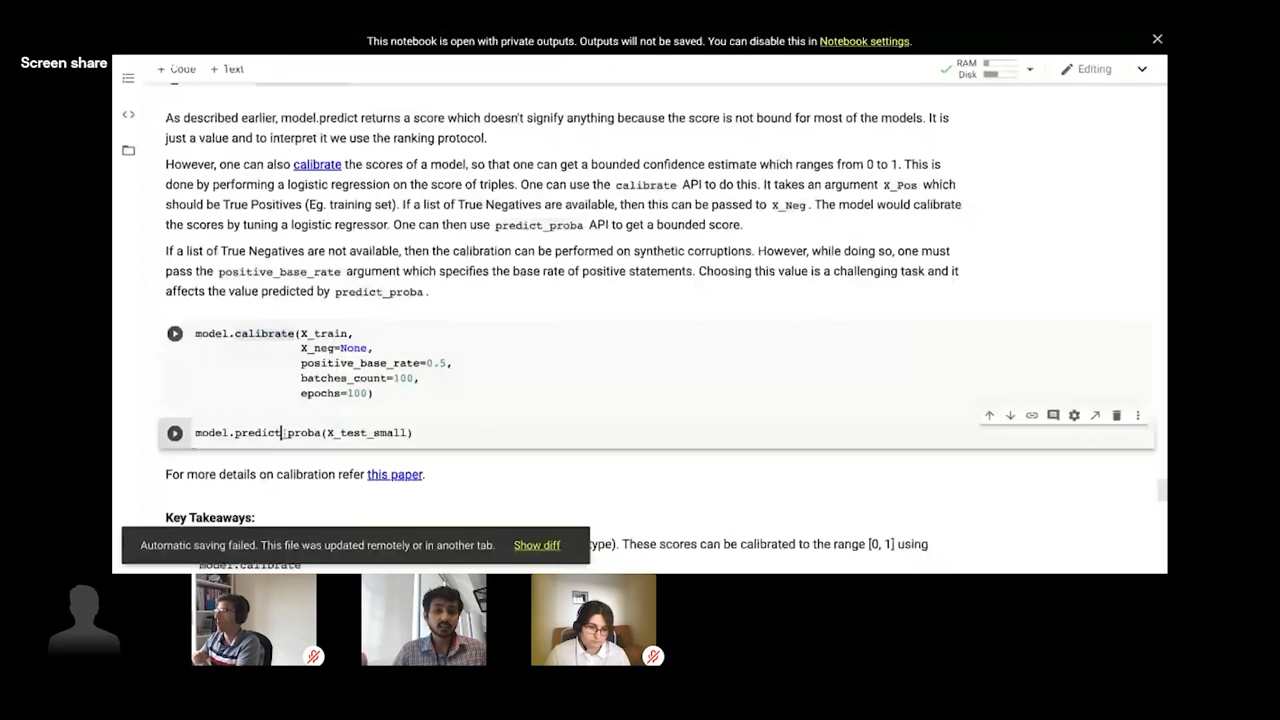 This notebook is open with private outputs. Outputs will not be saved. You can disable this in Notebook settings.
Screen share
+ Code + Text
RAM
Disk
Editing
As described earlier, model.predict returns a score which doesn't signify anything because the score is not bound for most of the models. It is
just a value and to interpret it we use the ranking protocol.
However, one can also calibrate the scores of a model, so that one can get a bounded confidence estimate which ranges from 0 to 1. This is
done by performing a logistic regression on the score of triples. One can use the calibrate API to do this. It takes an argument X_Pos which
should be True Positives (Eg. training set). If a list of True Negatives are available, then this can be passed to X_Neg. The model would calibrate
the scores by tuning a logistic regressor. One can then use predict_proba API to get a bounded score.
If a list of True Negatives are not available, then the calibration can be performed on synthetic corruptions. However, while doing so, one must
pass the positive_base_rate argument which specifies the base rate of positive statements. Choosing this value is a challenging task and it
affects the value predicted by predict_proba.
model.calibrate(X_train,
X_neg=None,
positive_base_rate=0.5,
batches_count=100,
epochs=100)
model.predict_proba(X_test_small)
For more details on calibration refer this paper.
Key Takeaways:
Automatic saving failed. This file was updated remotely or in another tab. Show diff
type). These scores can be calibrated to the range [0, 1] using
model.calibrate